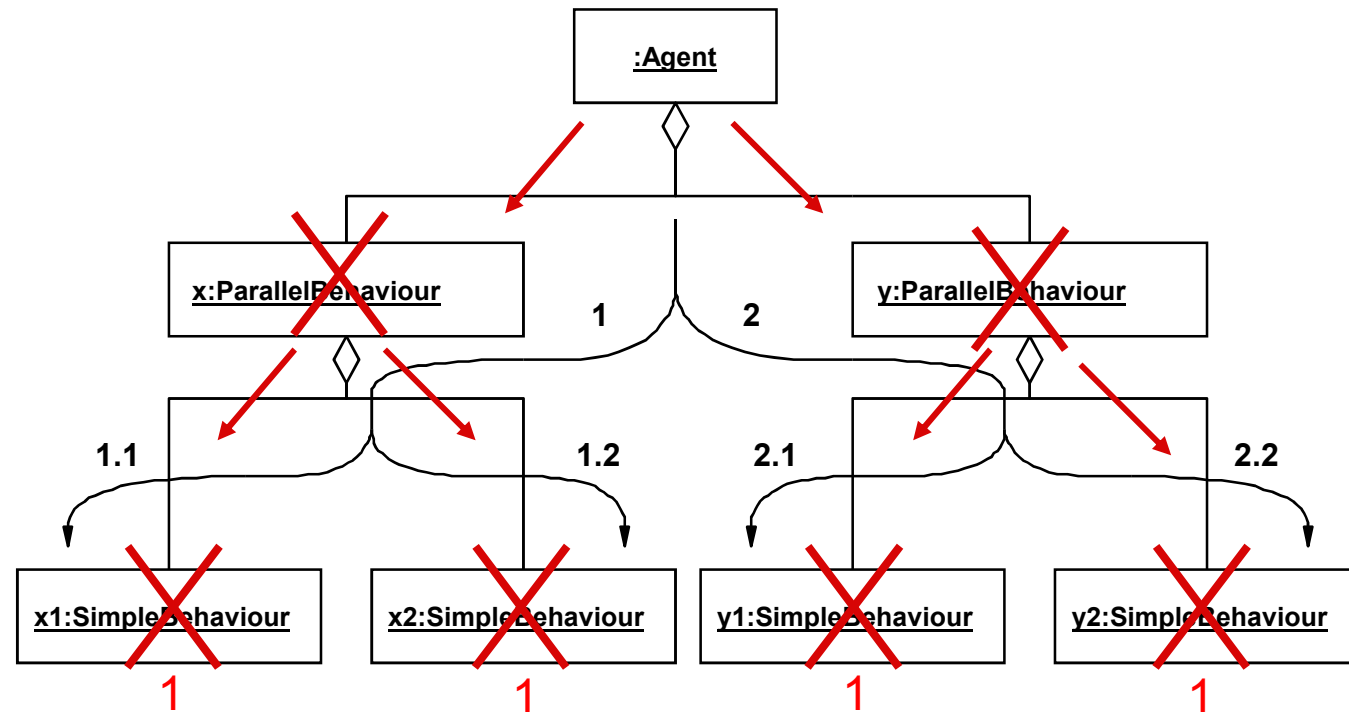 :Agent
x:ParallelBehaviour
y:ParallelBehaviour
1
2
1.1
1.2
2.1
2.2
x1:SimpleBehaviour
x2:SimpleBehaviour
y1:SimpleBehaviour
y2:SimpleBehaviour
1
1
1
1